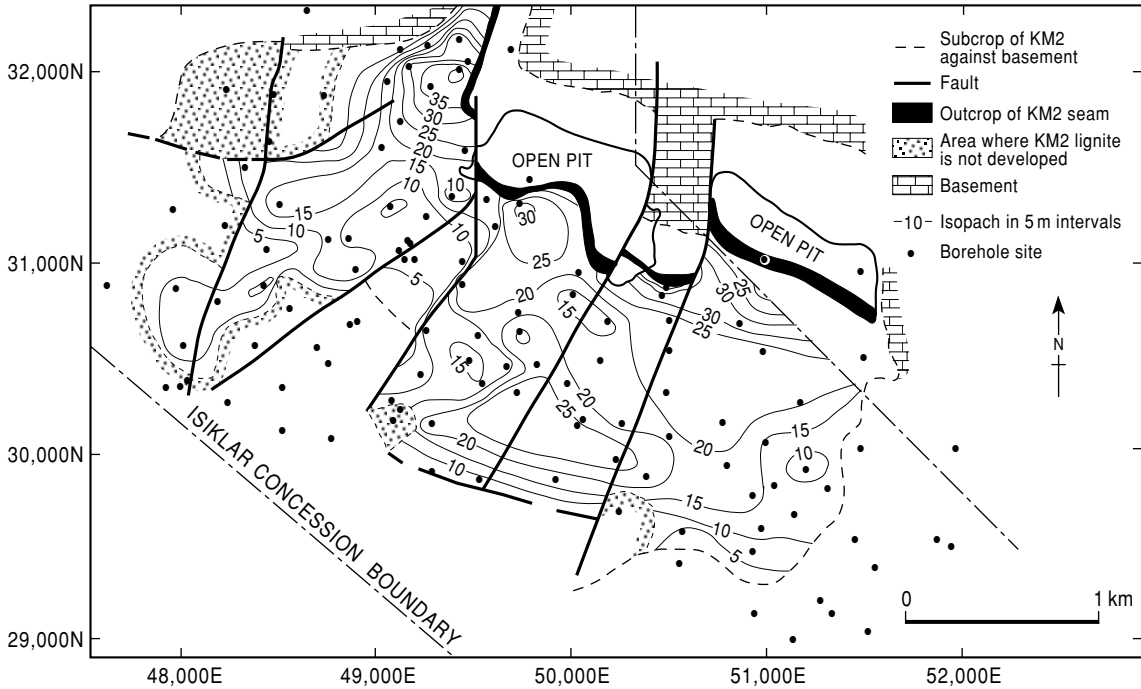 32,000N
31,000N
30,000N
29,000N
48,000E
49,000E
50,000E
51,000E
52,000E
OPEN PIT
OPEN PIT
ISIKLAR CONCESSION BOUNDARY
35
30
25
20
15
10
10
15
10
5
10
5
30
25
20
15
15
20
25
20
10
25
30
30
25
20
15
10
15
10
5
Subcrop of KM2
against basement
Fault
Outcrop of KM2 seam
Area where KM2 lignite
is not developed
Basement
10 Isopach in 5 m intervals
Borehole site
N
0 1 km